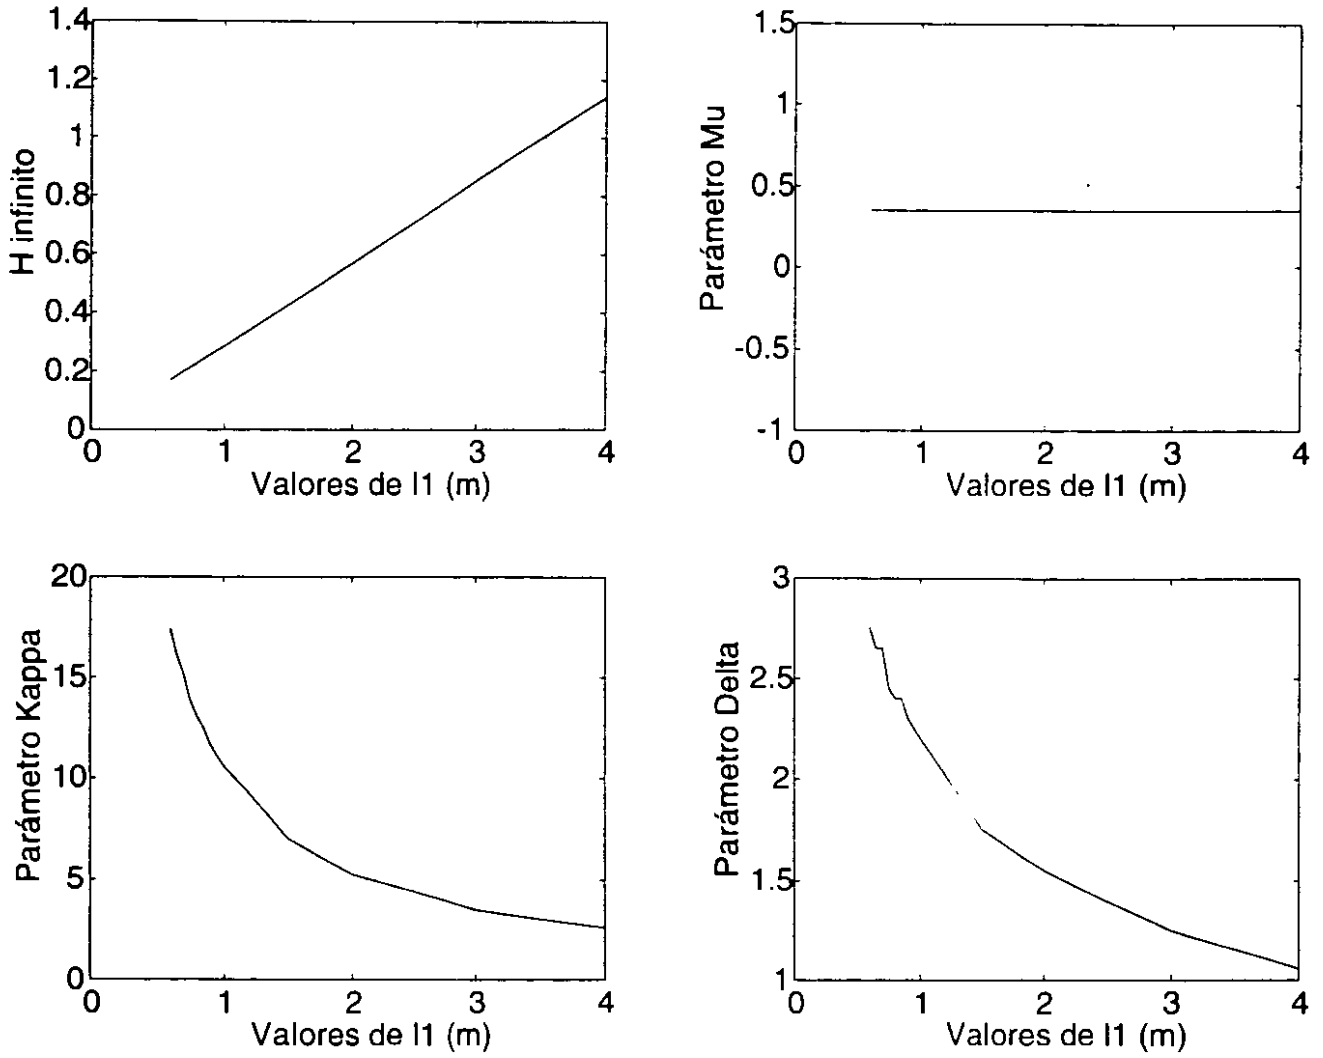 1.4
1.2
1
0.8
0.6
0.4
0.2
0
H infinito
0 1 2 3 4
Valores de l1 (m)
1.5
1
0.5
0
-0.5
-1
Parámetro Mu
0 1 2 3 4
Valores de l1 (m)
20
15
10
5
0
Parámetro Kappa
0 1 2 3 4
Valores de l1 (m)
3
2.5
2
1.5
1
Parámetro Delta
0 1 2 3 4
Valores de l1 (m)